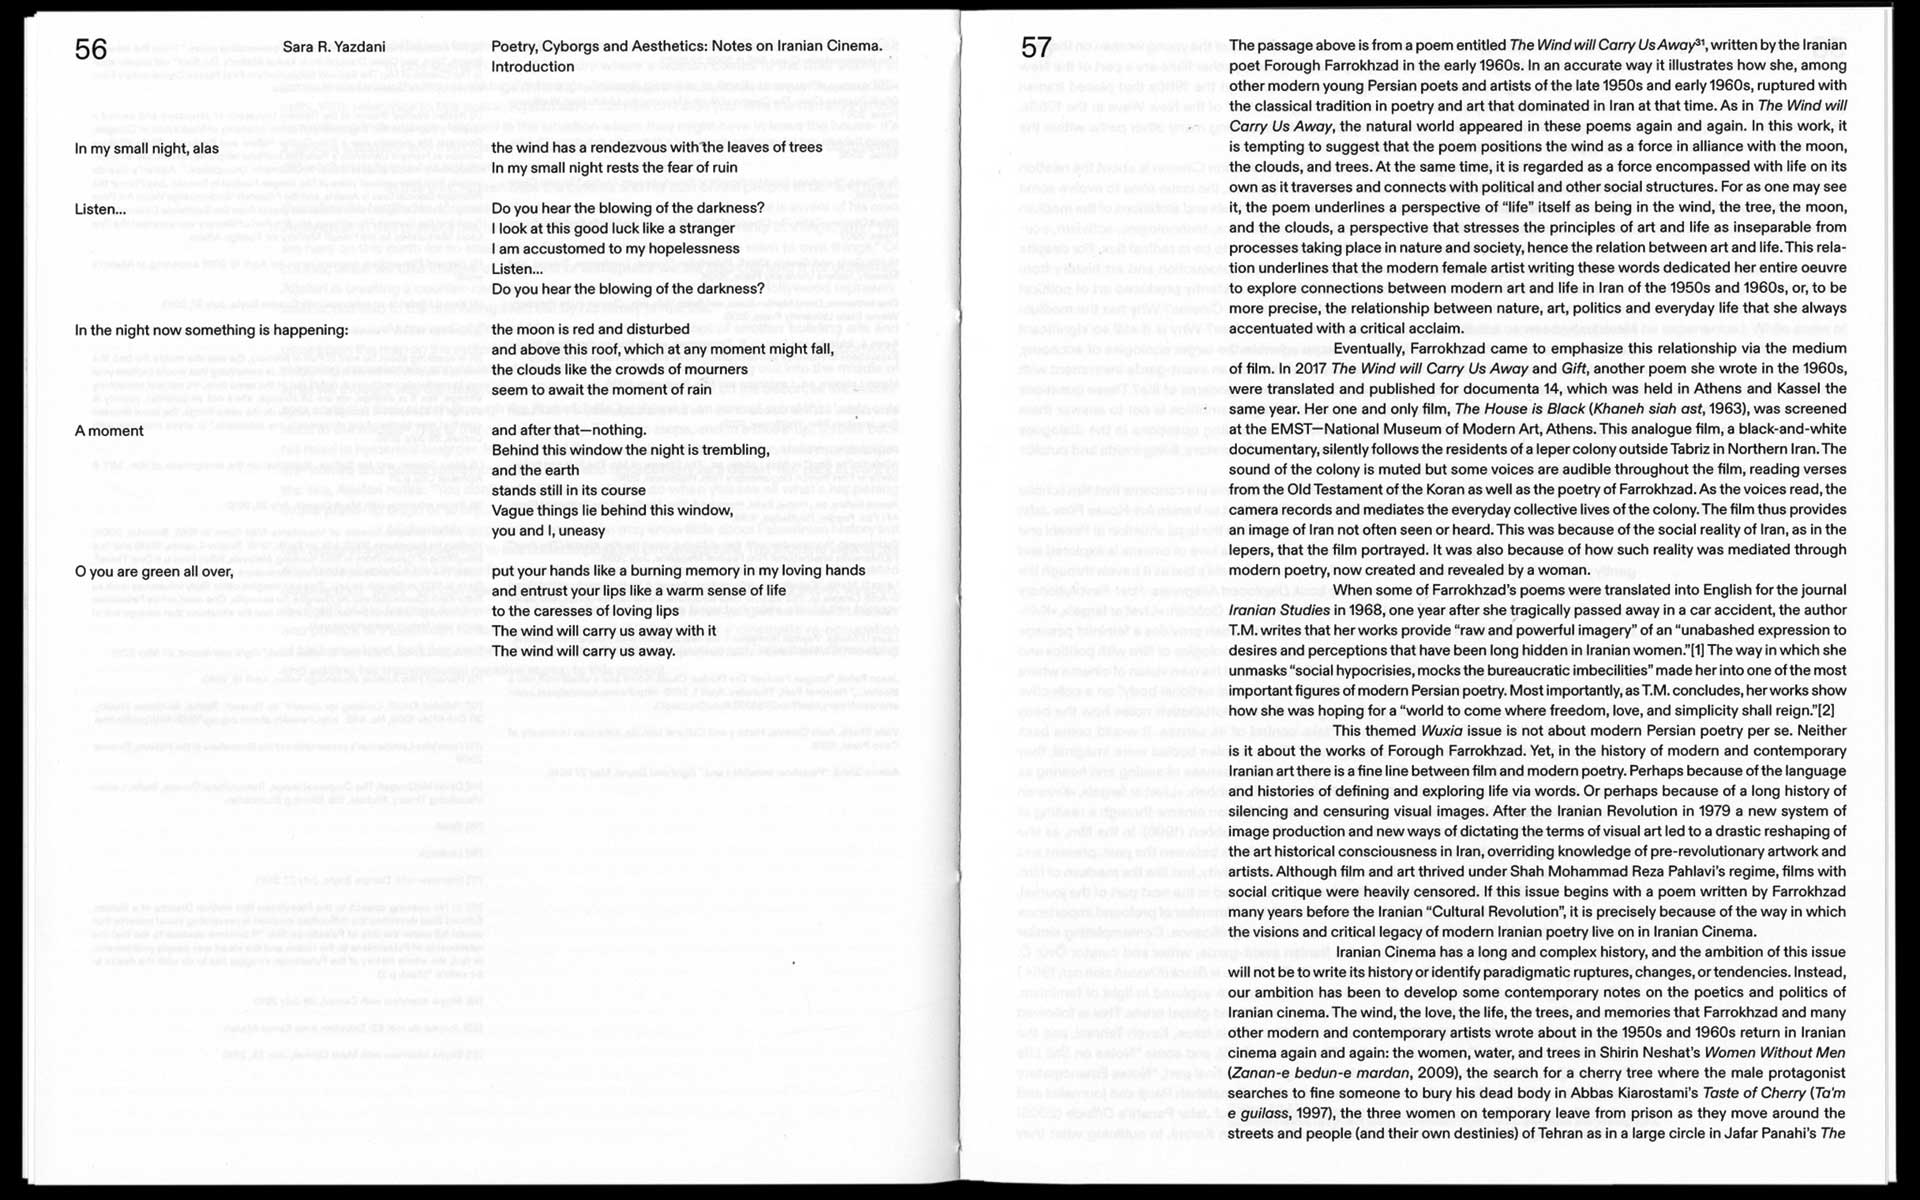 56
Sara R. Yazdani
Poetry, Cyborgs and Aesthetics: Notes on Iranian Cinema.
Introduction
In my small night, alas
the wind has a rendezvous with the leaves of trees
In my small night rests the fear of ruin
Listen...
Do you hear the blowing of the darkness?
I look at this good luck like a stranger
I am accustomed to my hopelessness
Listen...
Do you hear the blowing of the darkness?
In the night now something is happening:
the moon is red and disturbed
and above this roof, which at any moment might fall,
the clouds like the crowds of mourners
seem to await the moment of rain
A moment
and after that—nothing.
Behind this window the night is trembling,
and the earth
stands still in its course
Vague things lie behind this window,
you and I, uneasy
O you are green all over,
put your hands like a burning memory in my loving hands
and entrust your lips like a warm sense of life
to the caresses of loving lips
The wind will carry us away with it
The wind will carry us away.
57
The passage above is from a poem entitled The Wind will Carry Us Away³¹, written by the Iranian
poet Forough Farrokhzad in the early 1960s. In an accurate way it illustrates how she, among
other modern young Persian poets and artists of the late 1950s and early 1960s, ruptured with
the classical tradition in poetry and art that dominated in Iran at that time. As in The Wind will
Carry Us Away, the natural world appeared in these poems again and again. In this work, it
is tempting to suggest that the poem positions the wind as a force in alliance with the moon,
the clouds, and trees. At the same time, it is regarded as a force encompassed with life on its
own as it traverses and connects with political and other social structures. For as one may see
it, the poem underlines a perspective of “life” itself as being in the wind, the tree, the moon,
and the clouds, a perspective that stresses the principles of art and life as inseparable from
processes taking place in nature and society, hence the relation between art and life. This rela-
tion underlines that the modern female artist writing these words dedicated her entire oeuvre
to explore connections between modern art and life in Iran of the 1950s and 1960s, or, to be
more precise, the relationship between nature, art, politics and everyday life that she always
accentuated with a critical acclaim.
Eventually, Farrokhzad came to emphasize this relationship via the medium
of film. In 2017 The Wind will Carry Us Away and Gift, another poem she wrote in the 1960s,
were translated and published for documenta 14, which was held in Athens and Kassel the
same year. Her one and only film, The House is Black (Khaneh siah ast, 1963), was screened
at the EMST—National Museum of Modern Art, Athens. This analogue film, a black-and-white
documentary, silently follows the residents of a leper colony outside Tabriz in Northern Iran. The
sound of the colony is muted but some voices are audible throughout the film, reading verses
from the Old Testament of the Koran as well as the poetry of Farrokhzad. As the voices read, the
camera records and mediates the everyday collective lives of the colony. The film thus provides
an image of Iran not often seen or heard. This was because of the social reality of Iran, as in the
lepers, that the film portrayed. It was also because of how such reality was mediated through
modern poetry, now created and revealed by a woman.
When some of Farrokhzad’s poems were translated into English for the journal
Iranian Studies in 1968, one year after she tragically passed away in a car accident, the author
T.M. writes that her works provide “raw and powerful imagery” of an “unabashed expression to
desires and perceptions that have been long hidden in Iranian women.”[1] The way in which she
unmasks “social hypocrisies, mocks the bureaucratic imbecilities” made her into one of the most
important figures of modern Persian poetry. Most importantly, as T.M. concludes, her works show
how she was hoping for a “world to come where freedom, love, and simplicity shall reign.”[2]
This themed Wuxia issue is not about modern Persian poetry per se. Neither
is it about the works of Forough Farrokhzad. Yet, in the history of modern and contemporary
Iranian art there is a fine line between film and modern poetry. Perhaps because of the language
and histories of defining and exploring life via words. Or perhaps because of a long history of
silencing and censuring visual images. After the Iranian Revolution in 1979 a new system of
image production and new ways of dictating the terms of visual art led to a drastic reshaping of
the art historical consciousness in Iran, overriding knowledge of pre-revolutionary artwork and
artists. Although film and art thrived under Shah Mohammad Reza Pahlavi’s regime, films with
social critique were heavily censored. If this issue begins with a poem written by Farrokhzad
many years before the Iranian “Cultural Revolution”, it is precisely because of the way in which
the visions and critical legacy of modern Iranian poetry live on in Iranian Cinema.
Iranian Cinema has a long and complex history, and the ambition of this issue
will not be to write its history or identify paradigmatic ruptures, changes, or tendencies. Instead,
our ambition has been to develop some contemporary notes on the poetics and politics of
Iranian cinema. The wind, the love, the life, the trees, and memories that Farrokhzad and many
other modern and contemporary artists wrote about in the 1950s and 1960s return in Iranian
cinema again and again: the women, water, and trees in Shirin Neshat’s Women Without Men
(Zanan-e bedun-e mardan, 2009), the search for a cherry tree where the male protagonist
searches to fine someone to bury his dead body in Abbas Kiarostami’s Taste of Cherry (Ta’m
e guilass, 1997), the three women on temporary leave from prison as they move around the
streets and people (and their own destinies) of Tehran as in a large circle in Jafar Panahi’s The